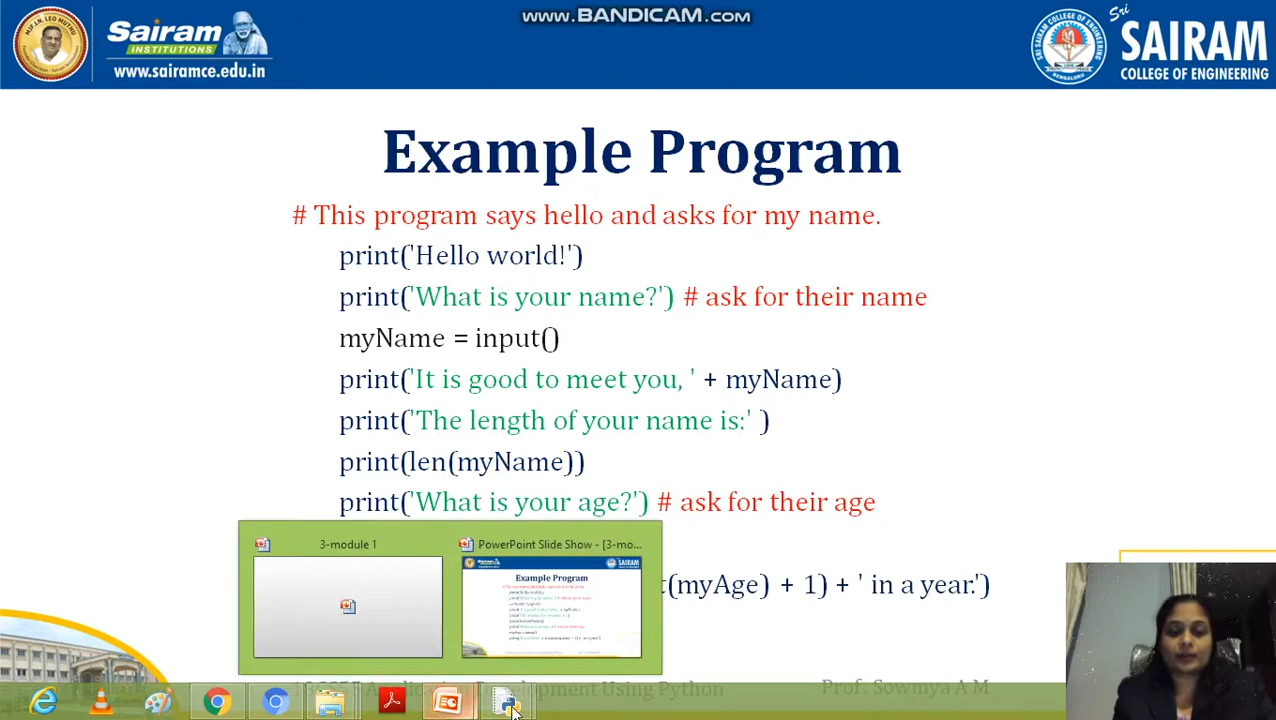 www.BANDICAM.com
Sairam
INSTITUTIONS
www.sairamce.edu.in
Sri
SAIRAM
COLLEGE OF ENGINEERING
Example Program
# This program says hello and asks for my name.
print('Hello world!')
print('What is your name?') # ask for their name
myName = input()
print('It is good to meet you, ' + myName)
print('The length of your name is:' )
print(len(myName))
print('What is your age?') # ask for their age
(myAge) + 1) + ' in a year.')
3-module 1
PowerPoint Slide Show - [3-mo...
Example Program
Using Python
Prof. Sowmya A M